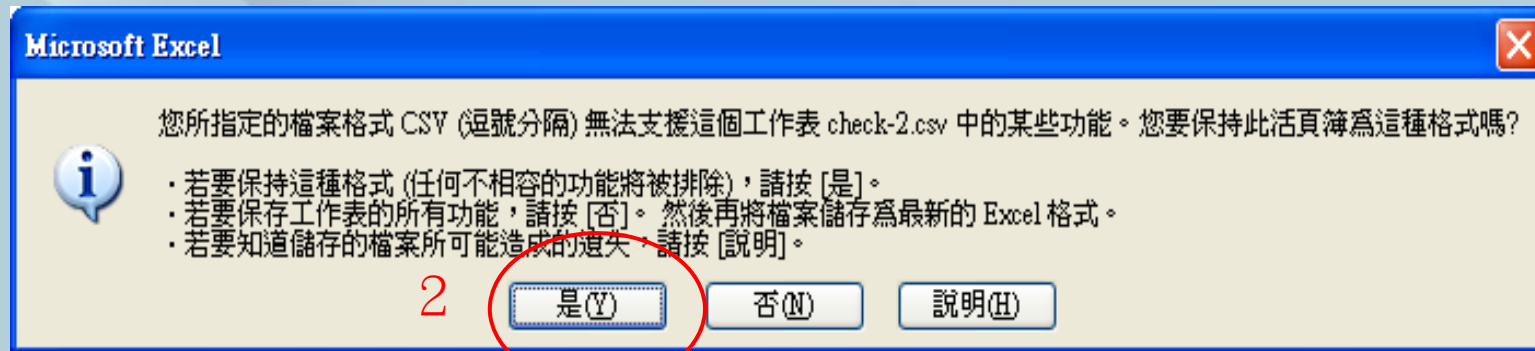 Microsoft Excel
您所指定的檔案格式 CSV (逗號分隔) 無法支援這個工作表 check-2.csv 中的某些功能。您要保持此活頁簿為這種格式嗎?
・若要保持這種格式 (任何不相容的功能將被排除)，請按 [是]。
・若要保存工作表的所有功能，請按 [否]。 然後再將檔案儲存為最新的 Excel 格式。
・若要知道儲存的檔案所可能造成的遺失，請按 [說明]。
2 是(Y) 否(N) 說明(H)